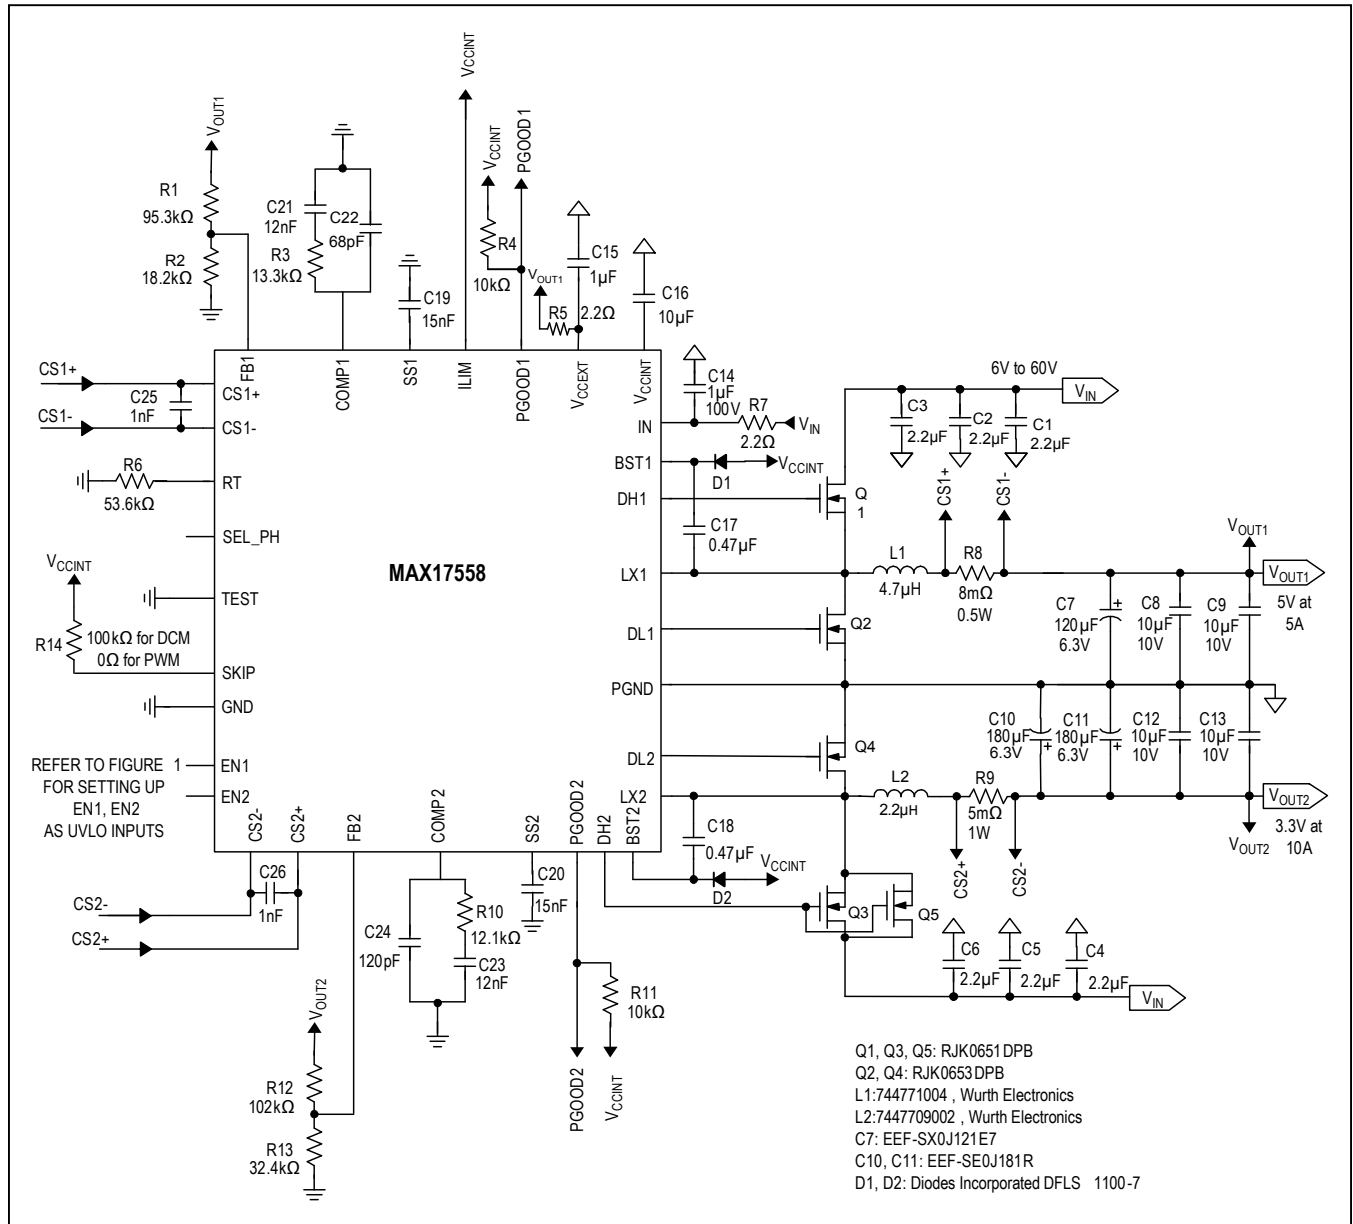 VCCINT
VOUT1
R1
95.3kΩ
R2
18.2kΩ
C21
12nF
C22
68pF
R3
13.3kΩ
C19
15nF
VCCINT
PGOOD1
R4
10kΩ
VOUT1
R5
2.2Ω
C15
1µF
C16
10µF
FB1
COMP1
SS1
ILIM
PGOOD1
VCCEXT
VCCINT
CS1+
C25
1nF
CS1-
CS1+
CS1-
R6
53.6kΩ
RT
SEL_PH
VCCINT
TEST
R14
100kΩ for DCM
0Ω for PWM
SKIP
GND
REFER TO FIGURE 1
FOR SETTING UP
EN1, EN2
AS UVLO INPUTS
EN1
EN2
MAX17558
IN
BST1
DH1
LX1
DL1
PGND
DL2
LX2
C14
1µF
100V
R7
2.2Ω
VIN
VCCINT
D1
C17
0.47µF
6V to 60V
VIN
C3
2.2µF
C2
2.2µF
C1
2.2µF
Q
1
CS1+
CS1-
L1
4.7µH
R8
8mΩ
0.5W
VOUT1
VOUT1
5V at
5A
Q2
C7
120µF
6.3V
C8
10µF
10V
C9
10µF
10V
C10
180µF
6.3V
C11
180µF
6.3V
C12
10µF
10V
C13
10µF
10V
Q4
L2
2.2µH
R9
5mΩ
1W
VOUT2
3.3V at
10A
VOUT2
CS2+
CS2-
CS2-
CS2+
FB2
COMP2
SS2
PGOOD2
DH2
BST2
C18
0.47µF
VCCINT
D2
Q3
Q5
C6
2.2µF
C5
2.2µF
C4
2.2µF
VIN
CS2-
CS2+
C26
1nF
C24
120pF
R10
12.1kΩ
C23
12nF
C20
15nF
R11
10kΩ
PGOOD2
VCCINT
VOUT2
R12
102kΩ
R13
32.4kΩ
Q1, Q3, Q5: RJK0651DPB
Q2, Q4: RJK0653DPB
L1:744771004 , Wurth Electronics
L2:7447709002 , Wurth Electronics
C7: EEF-SX0J121E7
C10, C11: EEF-SE0J181R
D1, D2: Diodes Incorporated DFLS 1100-7